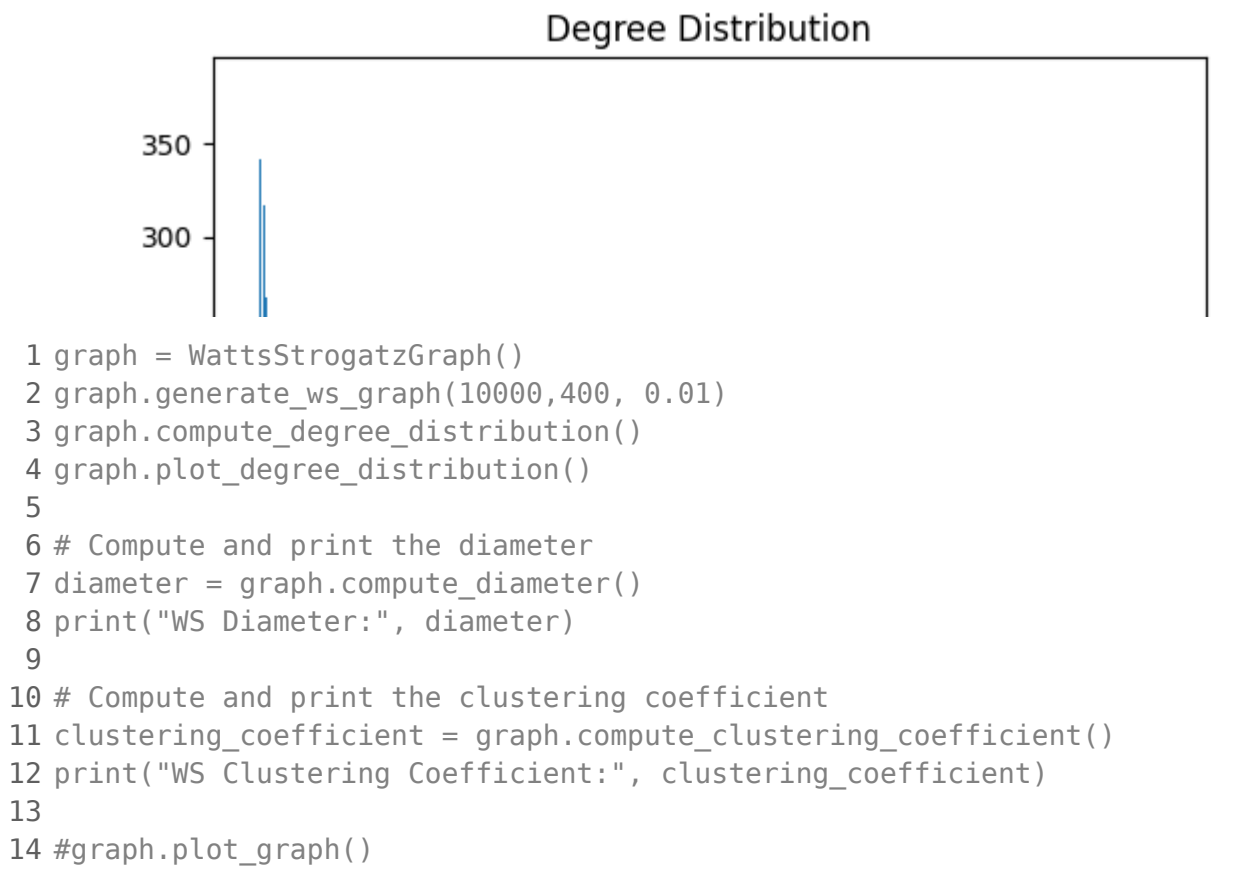 Degree Distribution
350
300
1 graph = WattsStrogatzGraph()
2 graph.generate_ws_graph(10000,400, 0.01)
3 graph.compute_degree_distribution()
4 graph.plot_degree_distribution()
5
6 # Compute and print the diameter
7 diameter = graph.compute_diameter()
8 print("WS Diameter:", diameter)
9
10 # Compute and print the clustering coefficient
11 clustering_coefficient = graph.compute_clustering_coefficient()
12 print("WS Clustering Coefficient:", clustering_coefficient)
13
14 #graph.plot_graph()